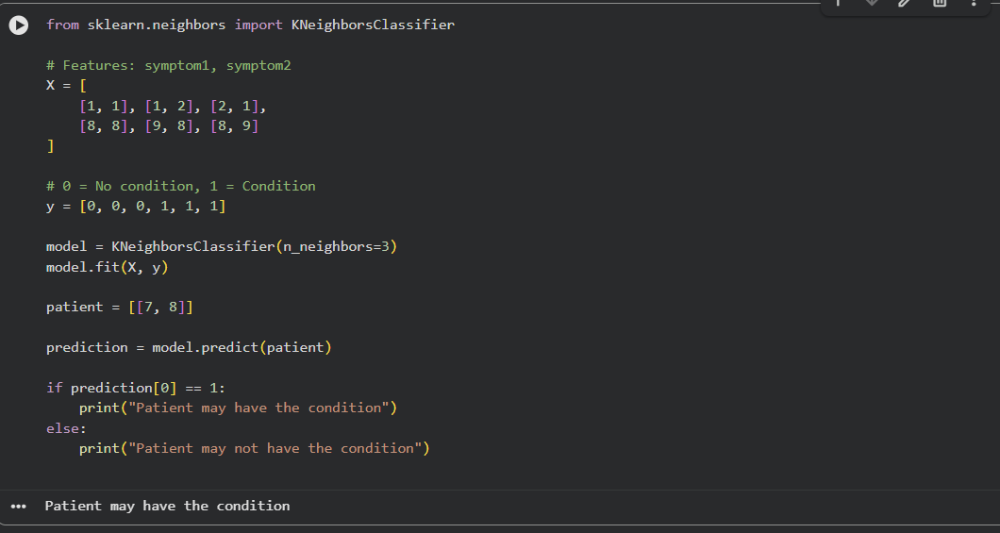 from sklearn.neighbors import KNeighborsClassifier
# Features: symptom1, symptom2
X = [
    [1, 1], [1, 2], [2, 1],
    [8, 8], [9, 8], [8, 9]
]
# 0 = No condition, 1 = Condition
y = [0, 0, 0, 1, 1, 1]
model = KNeighborsClassifier(n_neighbors=3)
model.fit(X, y)
patient = [[7, 8]]
prediction = model.predict(patient)
if prediction[0] == 1:
    print("Patient may have the condition")
else:
    print("Patient may not have the condition")
Patient may have the condition